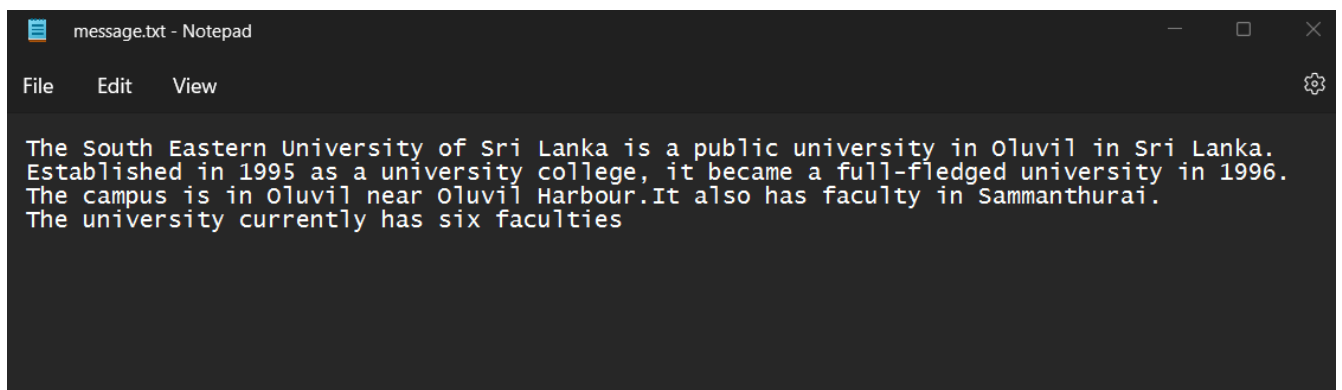 message.txt - Notepad
File Edit View
The South Eastern University of Sri Lanka is a public university in Oluvil in Sri Lanka.
Established in 1995 as a university college, it became a full-fledged university in 1996.
The campus is in Oluvil near Oluvil Harbour.It also has faculty in Sammanthurai.
The university currently has six faculties